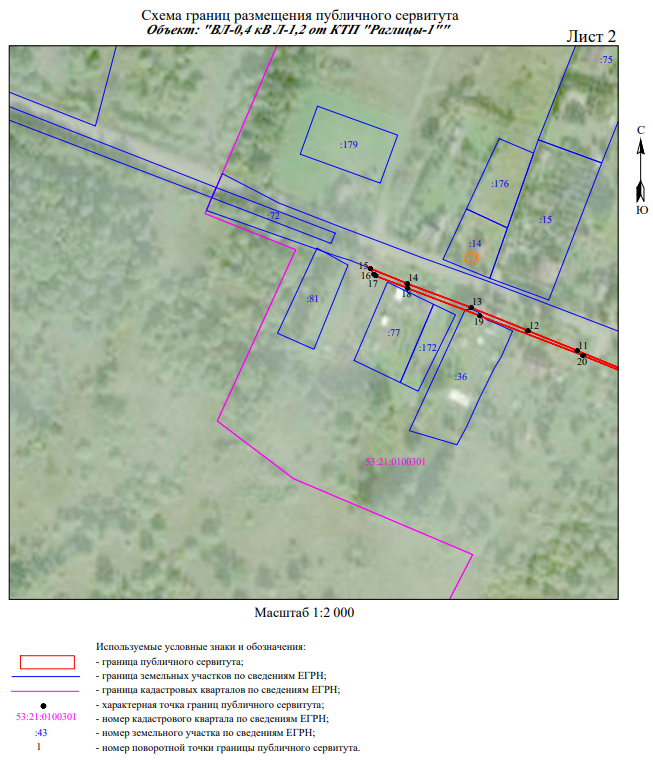 Схема границ размещения публичного сервитута
Объект: "ВЛ-0,4 кВ Л-1,2 от КТП "Раглицы-1""
Лист 2
:75
:179
:176
:15
:72
:14
С
Ю
15
16
17
14
18
13
19
12
11
20
:81
:77
:172
:36
53:21:0100301
Масштаб 1:2 000
Используемые условные знаки и обозначения:
- граница публичного сервитута;
- граница земельных участков по сведениям ЕГРН;
- граница кадастровых кварталов по сведениям ЕГРН;
- характерная точка границ публичного сервитута;
53:21:0100301 - номер кадастрового квартала по сведениям ЕГРН;
:43 - номер земельного участка по сведениям ЕГРН;
1 - номер поворотной точки границы публичного сервитута.